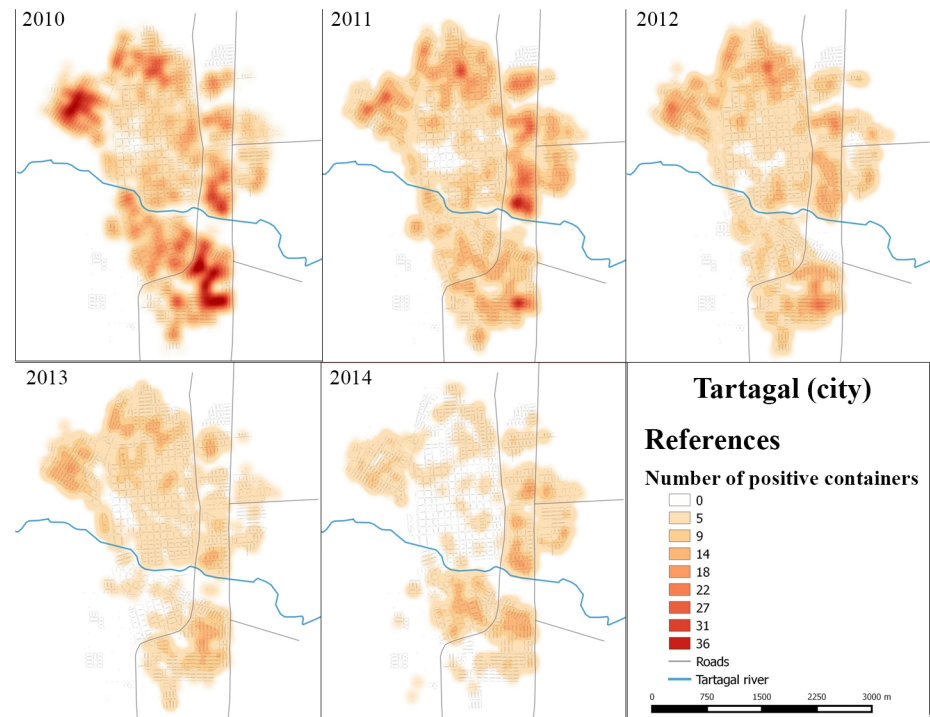 2010
2011
2012
2013
2014
Tartagal (city)
References
Number of positive containers
0
5
9
14
18
22
27
31
36
Roads
Tartagal river
0 750 1500 2250 3000 m